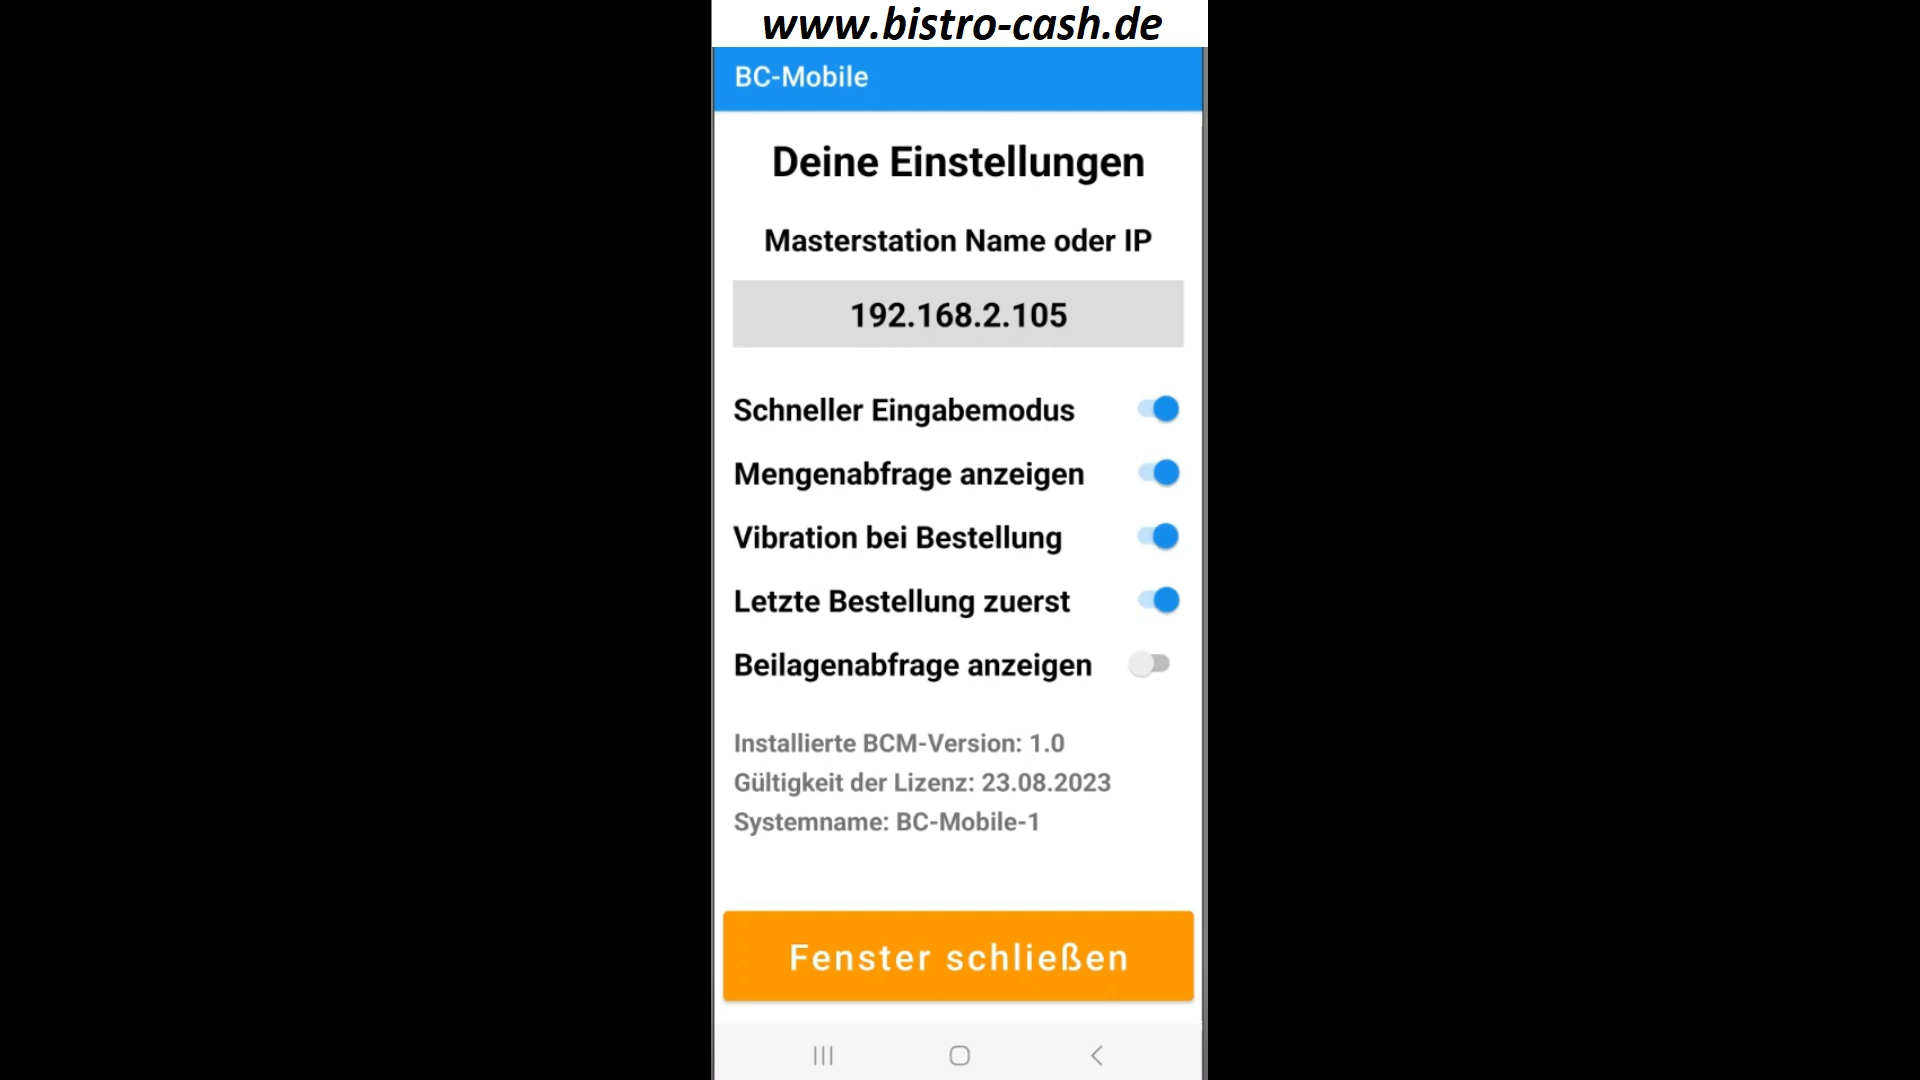 www.bistro-cash.de
BC-Mobile
Deine Einstellungen
Masterstation Name oder IP
192.168.2.105
Schneller Eingabemodus
Mengenabfrage anzeigen
Vibration bei Bestellung
Letzte Bestellung zuerst
Beilagenabfrage anzeigen
Installierte BCM-Version: 1.0
Gültigkeit der Lizenz: 23.08.2023
Systemname: BC-Mobile-1
Fenster schließen